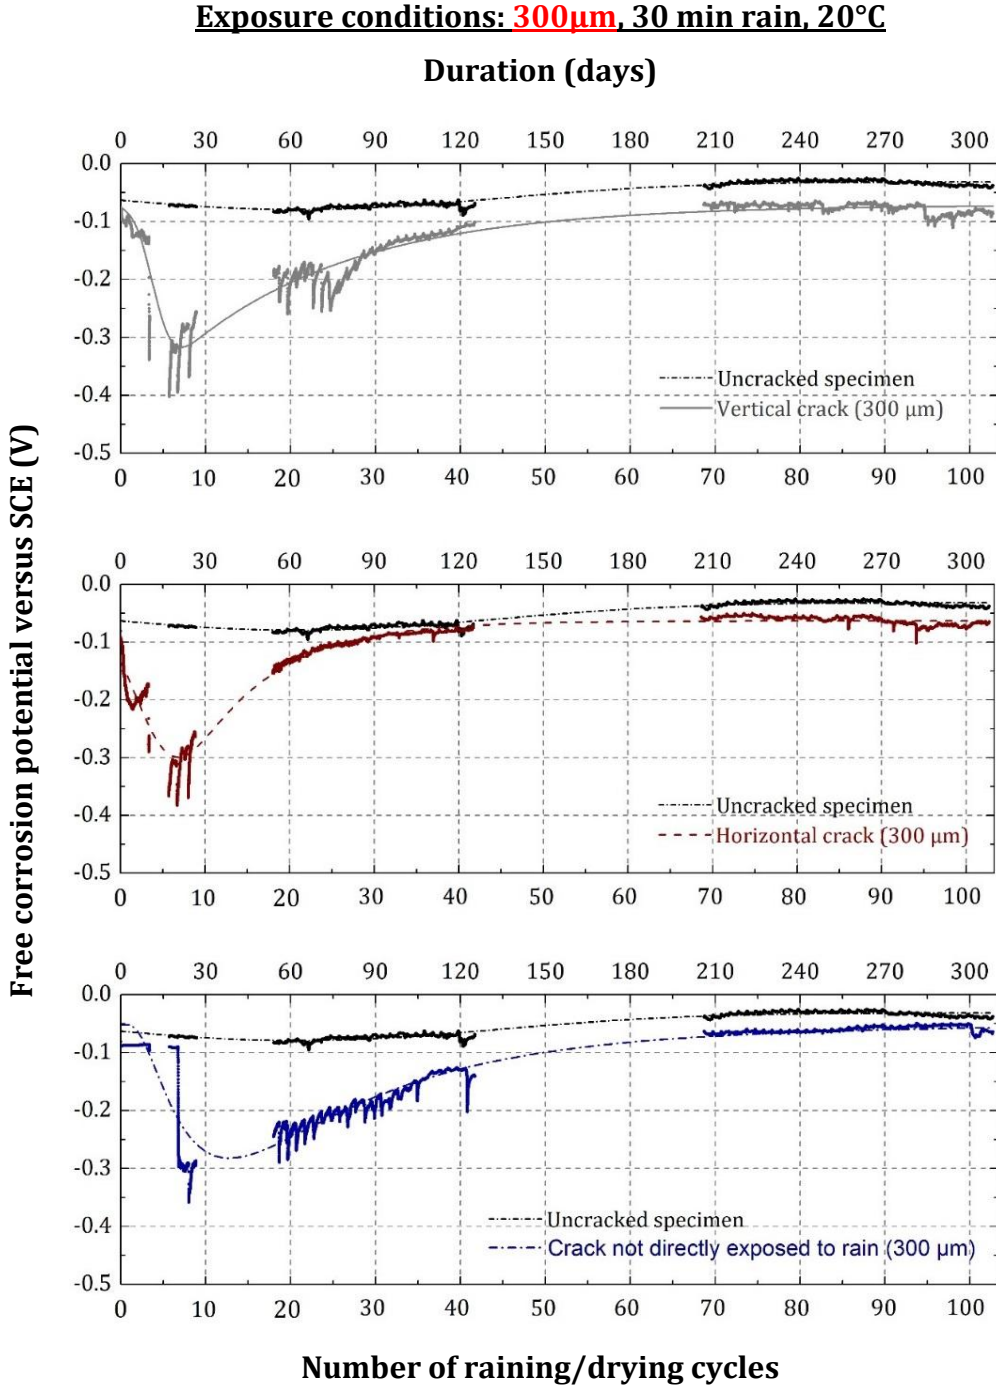 Exposure conditions: 300μm, 30 min rain, 20°C
Duration (days)
0 30 60 90 120 150 180 210 240 270 300
0.0
-0.1
-0.2
-0.3
-0.4
-0.5
Uncracked specimen
Vertical crack (300 μm)
0 10 20 30 40 50 60 70 80 90 100
0 30 60 90 120 150 180 210 240 270 300
0.0
-0.1
-0.2
-0.3
-0.4
-0.5
Uncracked specimen
Horizontal crack (300 μm)
0 10 20 30 40 50 60 70 80 90 100
0 30 60 90 120 150 180 210 240 270 300
0.0
-0.1
-0.2
-0.3
-0.4
-0.5
Uncracked specimen
Crack not directly exposed to rain (300 μm)
0 10 20 30 40 50 60 70 80 90 100
Free corrosion potential versus SCE (V)
Number of raining/drying cycles